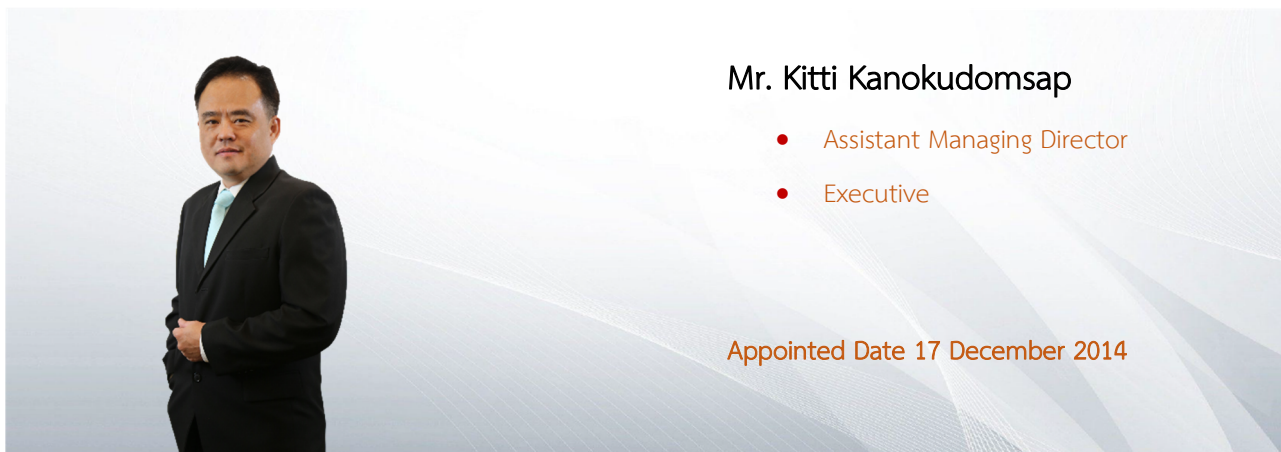 Mr. Kitti Kanokudomsap
• Assistant Managing Director
• Executive
Appointed Date 17 December 2014